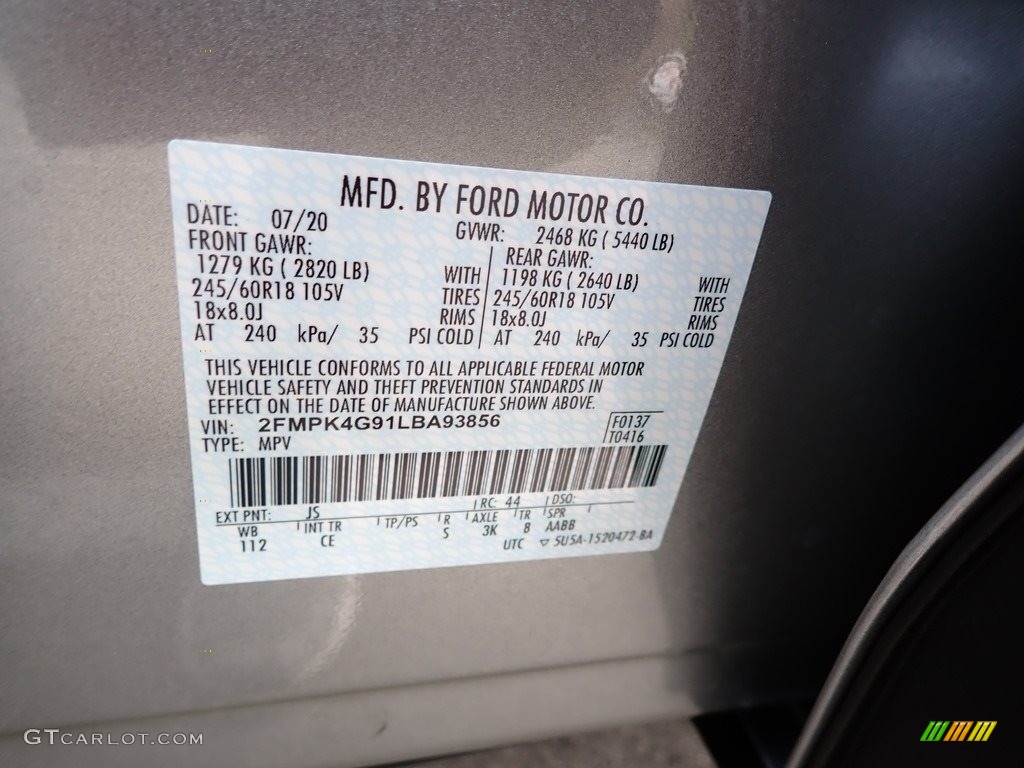 MFD. BY FORD MOTOR CO.
DATE: 07/20 GVWR: 2468 KG ( 5440 LB)
FRONT GAWR: REAR GAWR:
1279 KG ( 2820 LB) WITH 1198 KG ( 2640 LB) WITH
245/60R18 105V TIRES 245/60R18 105V TIRES
18x8.0J RIMS 18x8.0J RIMS
AT 240 kPa/ 35 PSI COLD AT 240 kPa/ 35 PSI COLD
THIS VEHICLE CONFORMS TO ALL APPLICABLE FEDERAL MOTOR
VEHICLE SAFETY AND THEFT PREVENTION STANDARDS IN
EFFECT ON THE DATE OF MANUFACTURE SHOWN ABOVE.
VIN: 2FMPK4G91LBA93856 F0137
TYPE: MPV T0416
EXT PNT: JS RC: 44 DSO:
WB INT TR TP/PS R AXLE TR SPR
112 CE S 3K 8 AABB
UTC ▽ 5U5A-1520472-BA
GTCARLOT.COM